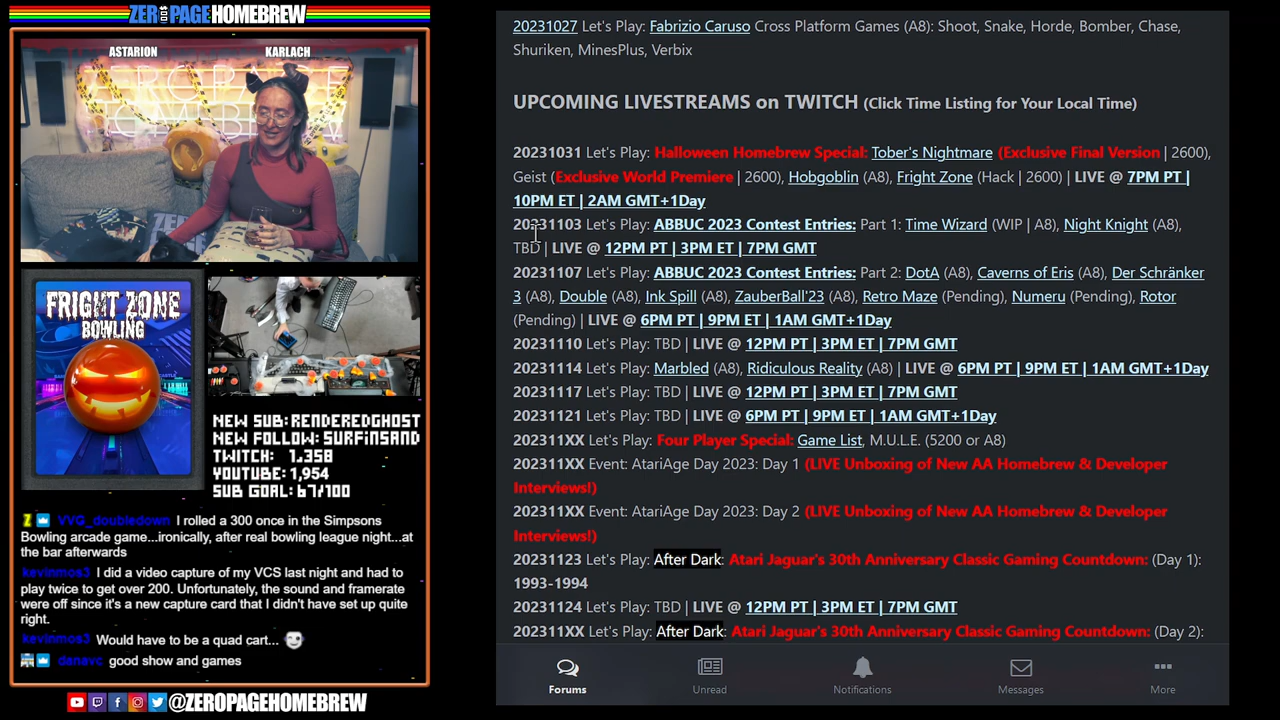 ZEROPAGEHOMEBREW
ASTARION
KARLACH
FRIGHT ZONE
BOWLING
NEW SUB: RENDEREDGHOST
NEW FOLLOW: SURFINSAND
TWITCH: 1,358
YOUTUBE: 1,954
SUB GOAL: 67/100
VVG_doubledown I rolled a 300 once in the Simpsons
Bowling arcade game...ironically, after real bowling league night...at
the bar afterwards
kevinmos3 I did a video capture of my VCS last night and had to
play twice to get over 200. Unfortunately, the sound and framerate
were off since it's a new capture card that I didn't have set up quite
right.
kevinmos3 Would have to be a quad cart...
danavc good show and games
@ZEROPAGEHOMEBREW
20231027 Let's Play: Fabrizio Caruso Cross Platform Games (A8): Shoot, Snake, Horde, Bomber, Chase,
Shuriken, MinesPlus, Verbix
UPCOMING LIVESTREAMS on TWITCH (Click Time Listing for Your Local Time)
20231031 Let's Play: Halloween Homebrew Special: Tober's Nightmare (Exclusive Final Version | 2600),
Geist (Exclusive World Premiere | 2600), Hobgoblin (A8), Fright Zone (Hack | 2600) | LIVE @ 7PM PT |
10PM ET | 2AM GMT+1Day
20231103 Let's Play: ABBUC 2023 Contest Entries: Part 1: Time Wizard (WIP | A8), Night Knight (A8),
TBD | LIVE @ 12PM PT | 3PM ET | 7PM GMT
20231107 Let's Play: ABBUC 2023 Contest Entries: Part 2: DotA (A8), Caverns of Eris (A8), Der Schränker
3 (A8), Double (A8), Ink Spill (A8), ZauberBall'23 (A8), Retro Maze (Pending), Numeru (Pending), Rotor
(Pending) | LIVE @ 6PM PT | 9PM ET | 1AM GMT+1Day
20231110 Let's Play: TBD | LIVE @ 12PM PT | 3PM ET | 7PM GMT
20231114 Let's Play: Marbled (A8), Ridiculous Reality (A8) | LIVE @ 6PM PT | 9PM ET | 1AM GMT+1Day
20231117 Let's Play: TBD | LIVE @ 12PM PT | 3PM ET | 7PM GMT
20231121 Let's Play: TBD | LIVE @ 6PM PT | 9PM ET | 1AM GMT+1Day
202311XX Let's Play: Four Player Special: Game List, M.U.L.E. (5200 or A8)
202311XX Event: AtariAge Day 2023: Day 1 (LIVE Unboxing of New AA Homebrew & Developer
Interviews!)
202311XX Event: AtariAge Day 2023: Day 2 (LIVE Unboxing of New AA Homebrew & Developer
Interviews!)
20231123 Let's Play: After Dark: Atari Jaguar's 30th Anniversary Classic Gaming Countdown: (Day 1):
1993-1994
20231124 Let's Play: TBD | LIVE @ 12PM PT | 3PM ET | 7PM GMT
202311XX Let's Play: After Dark: Atari Jaguar's 30th Anniversary Classic Gaming Countdown: (Day 2):
Forums
Unread
Notifications
Messages
More